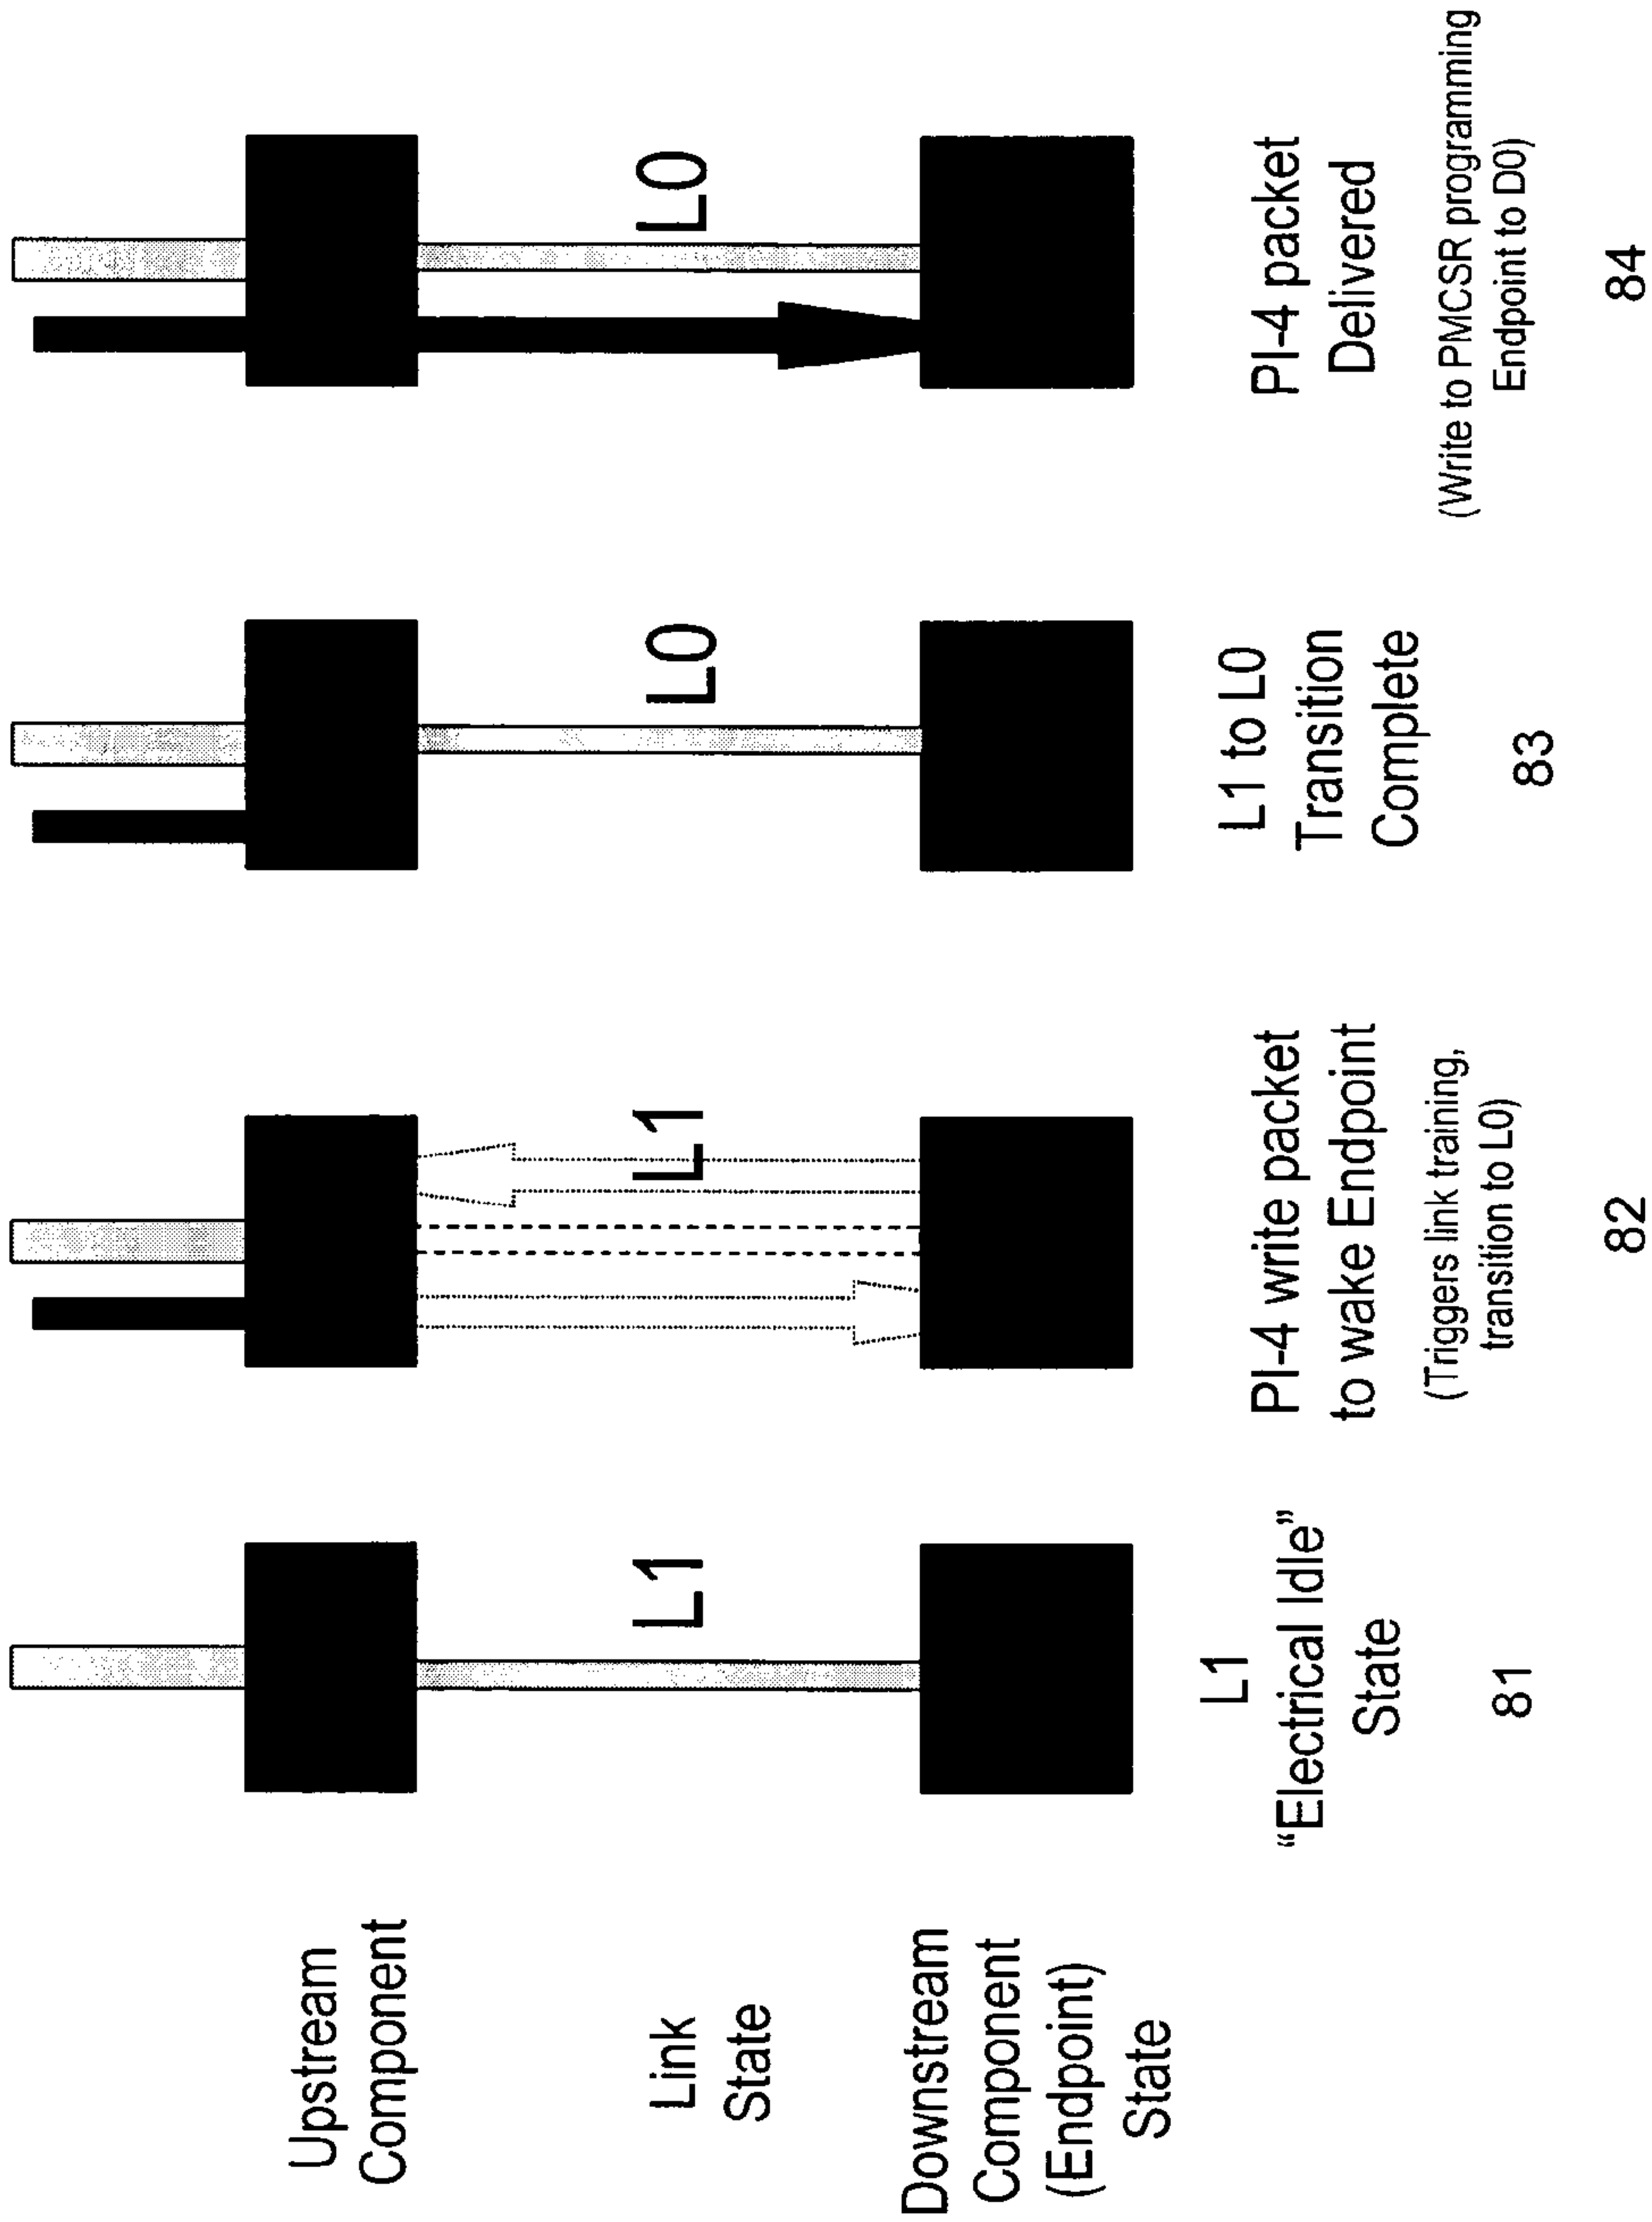 Upstream
Component
Link
State
Downstream
Component
(Endpoint)
State
L1
L1
"Electrical Idle"
State
81
L1
PI-4 write packet
to wake Endpoint
(Triggers link training,
transition to L0)
82
L0
L1 to L0
Transition
Complete
83
L0
PI-4 packet
Delivered
(Write to PMCSR programming
Endpoint to D0)
84